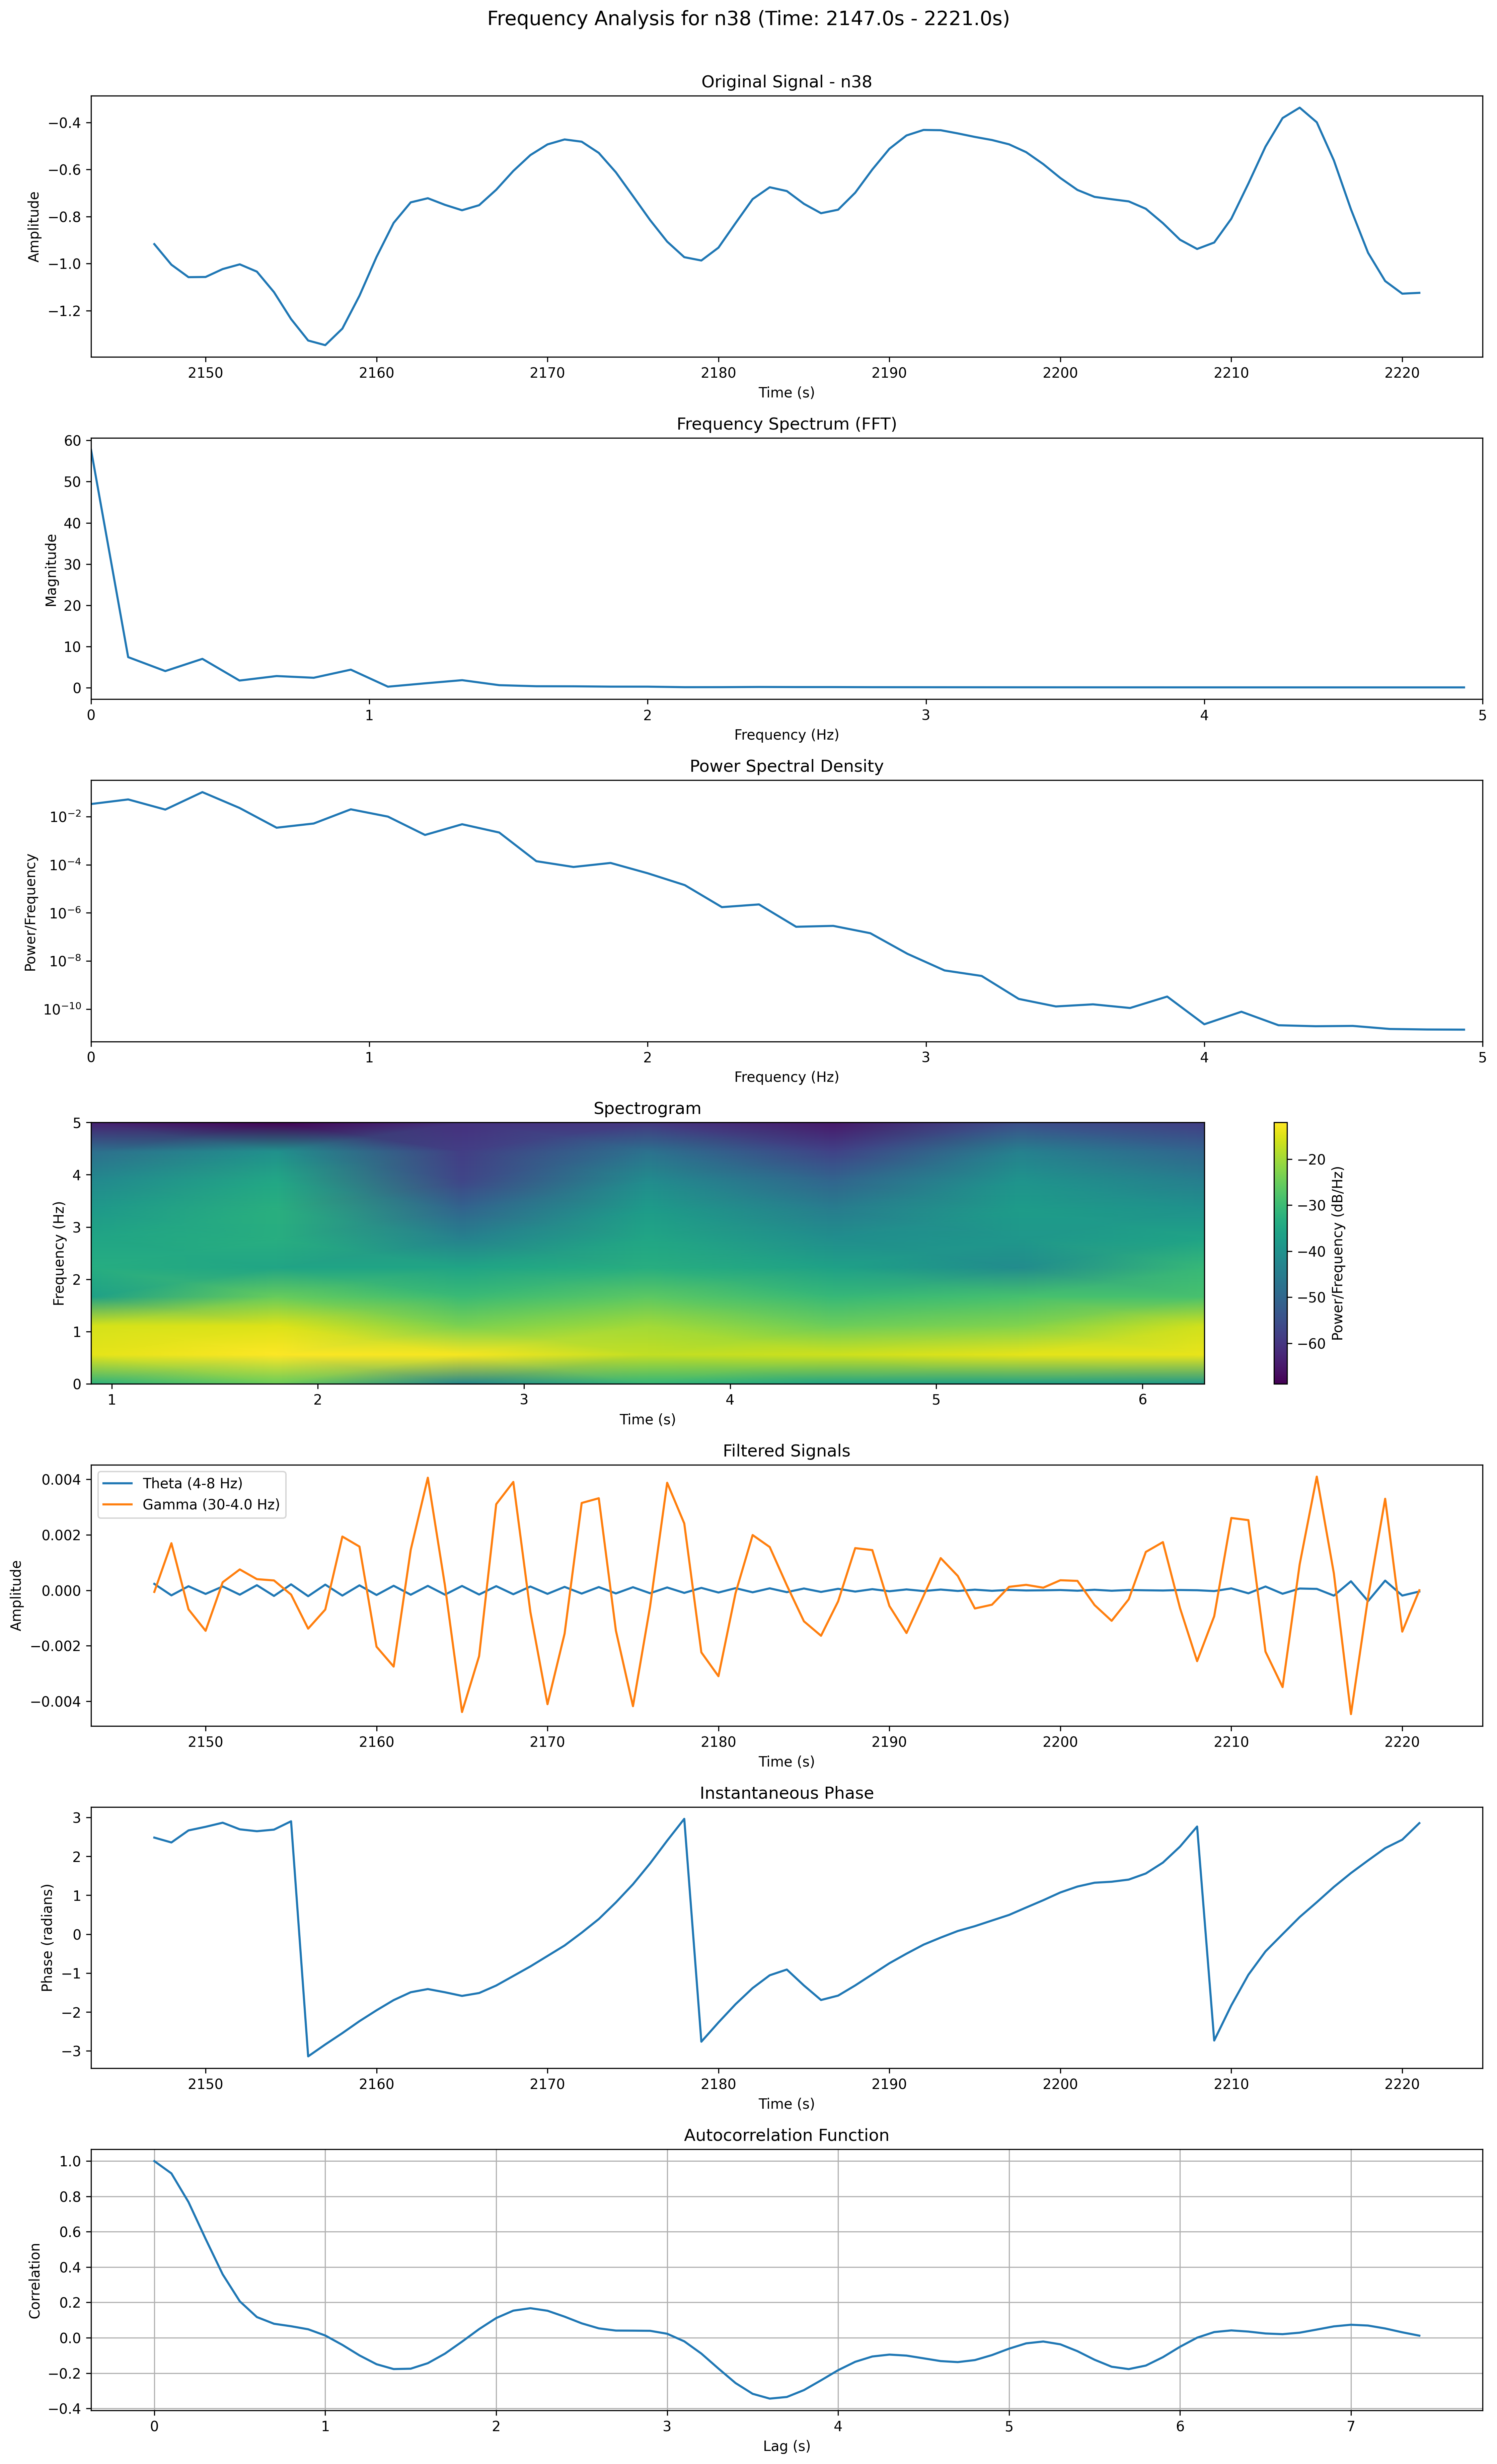 Frequency Analysis for n38 (Time: 2147.0s - 2221.0s)
Original Signal - n38
Amplitude
−0.4
−0.6
−0.8
−1.0
−1.2
2150 2160 2170 2180 2190 2200 2210 2220
Time (s)
Frequency Spectrum (FFT)
Magnitude
60
50
40
30
20
10
0
0 1 2 3 4 5
Frequency (Hz)
Power Spectral Density
Power/Frequency
10⁻²
10⁻⁴
10⁻⁶
10⁻⁸
10⁻¹⁰
0 1 2 3 4 5
Frequency (Hz)
Spectrogram
Frequency (Hz)
5
4
3
2
1
0
1 2 3 4 5 6
Time (s)
−20
−30
−40
−50
−60
Power/Frequency (dB/Hz)
Filtered Signals
Theta (4-8 Hz)
Gamma (30-4.0 Hz)
Amplitude
0.004
0.002
0.000
−0.002
−0.004
2150 2160 2170 2180 2190 2200 2210 2220
Time (s)
Instantaneous Phase
Phase (radians)
3
2
1
0
−1
−2
−3
2150 2160 2170 2180 2190 2200 2210 2220
Time (s)
Autocorrelation Function
Correlation
1.0
0.8
0.6
0.4
0.2
0.0
−0.2
−0.4
0 1 2 3 4 5 6 7
Lag (s)